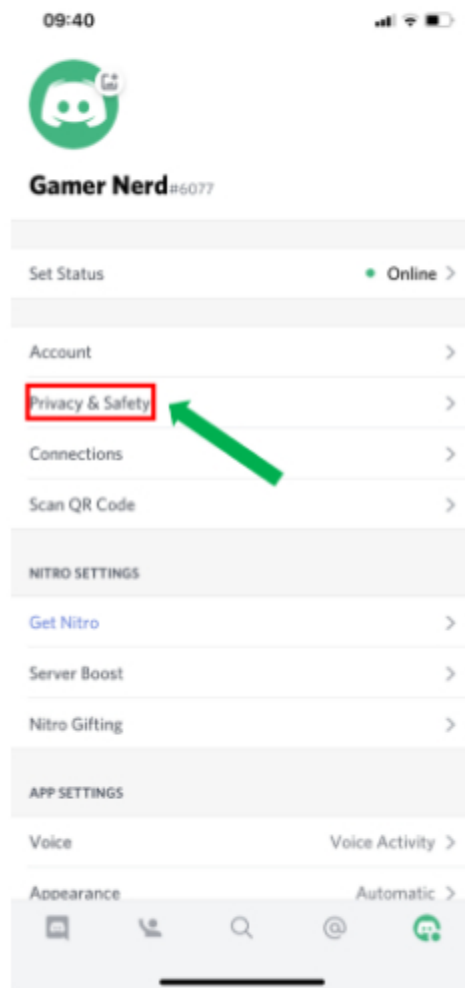 09:40
Gamer Nerd#6077
Set Status Online
Account
Privacy & Safety
Connections
Scan QR Code
NITRO SETTINGS
Get Nitro
Server Boost
Nitro Gifting
APP SETTINGS
Voice Voice Activity
Appearance Automatic